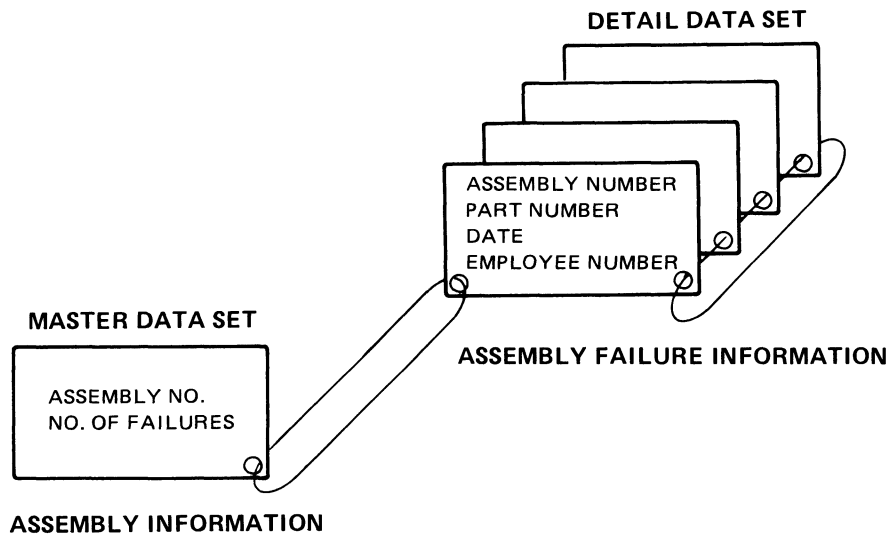 DETAIL DATA SET
ASSEMBLY NUMBER
PART NUMBER
DATE
EMPLOYEE NUMBER
ASSEMBLY FAILURE INFORMATION
MASTER DATA SET
ASSEMBLY NO.
NO. OF FAILURES
ASSEMBLY INFORMATION